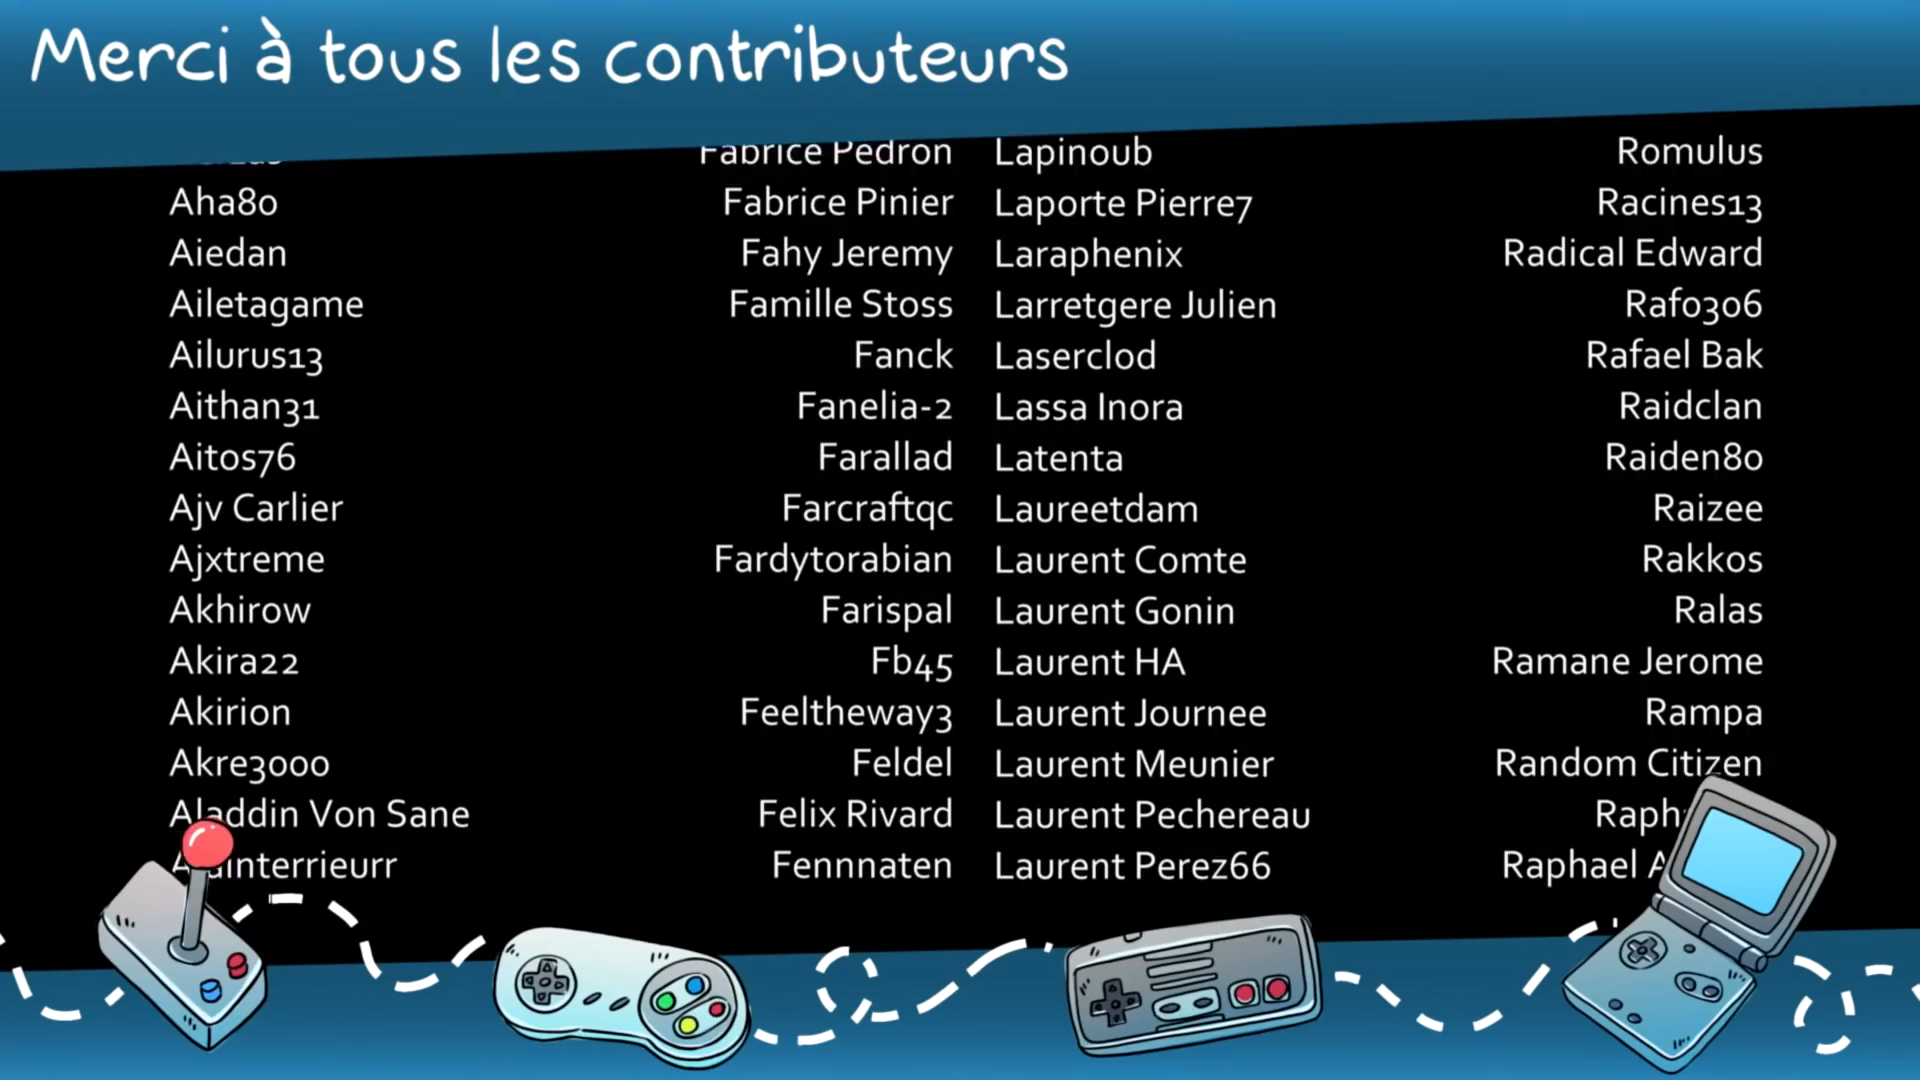 Merci à tous les contributeurs
Aha80
Aiedan
Ailetagame
Ailurus13
Aithan31
Aitos76
Ajv Carlier
Ajxtreme
Akhirow
Akira22
Akirion
Akre3000
Aladdin Von Sane
Fabrice Pedron
Fabrice Pinier
Fahy Jeremy
Famille Stoss
Fanck
Fanelia-2
Farallad
Farcraftqc
Fardytorabian
Farispal
Fb45
Feeltheway3
Feldel
Felix Rivard
Fennnaten
Lapinoub
Laporte Pierre7
Laraphenix
Larretgere Julien
Laserclod
Lassa Inora
Latenta
Laureetdam
Laurent Comte
Laurent Gonin
Laurent HA
Laurent Journee
Laurent Meunier
Laurent Pechereau
Laurent Perez66
Romulus
Racines13
Radical Edward
Rafo306
Rafael Bak
Raidclan
Raiden80
Raizee
Rakkos
Ralas
Ramane Jerome
Rampa
Random Citizen
Raphael